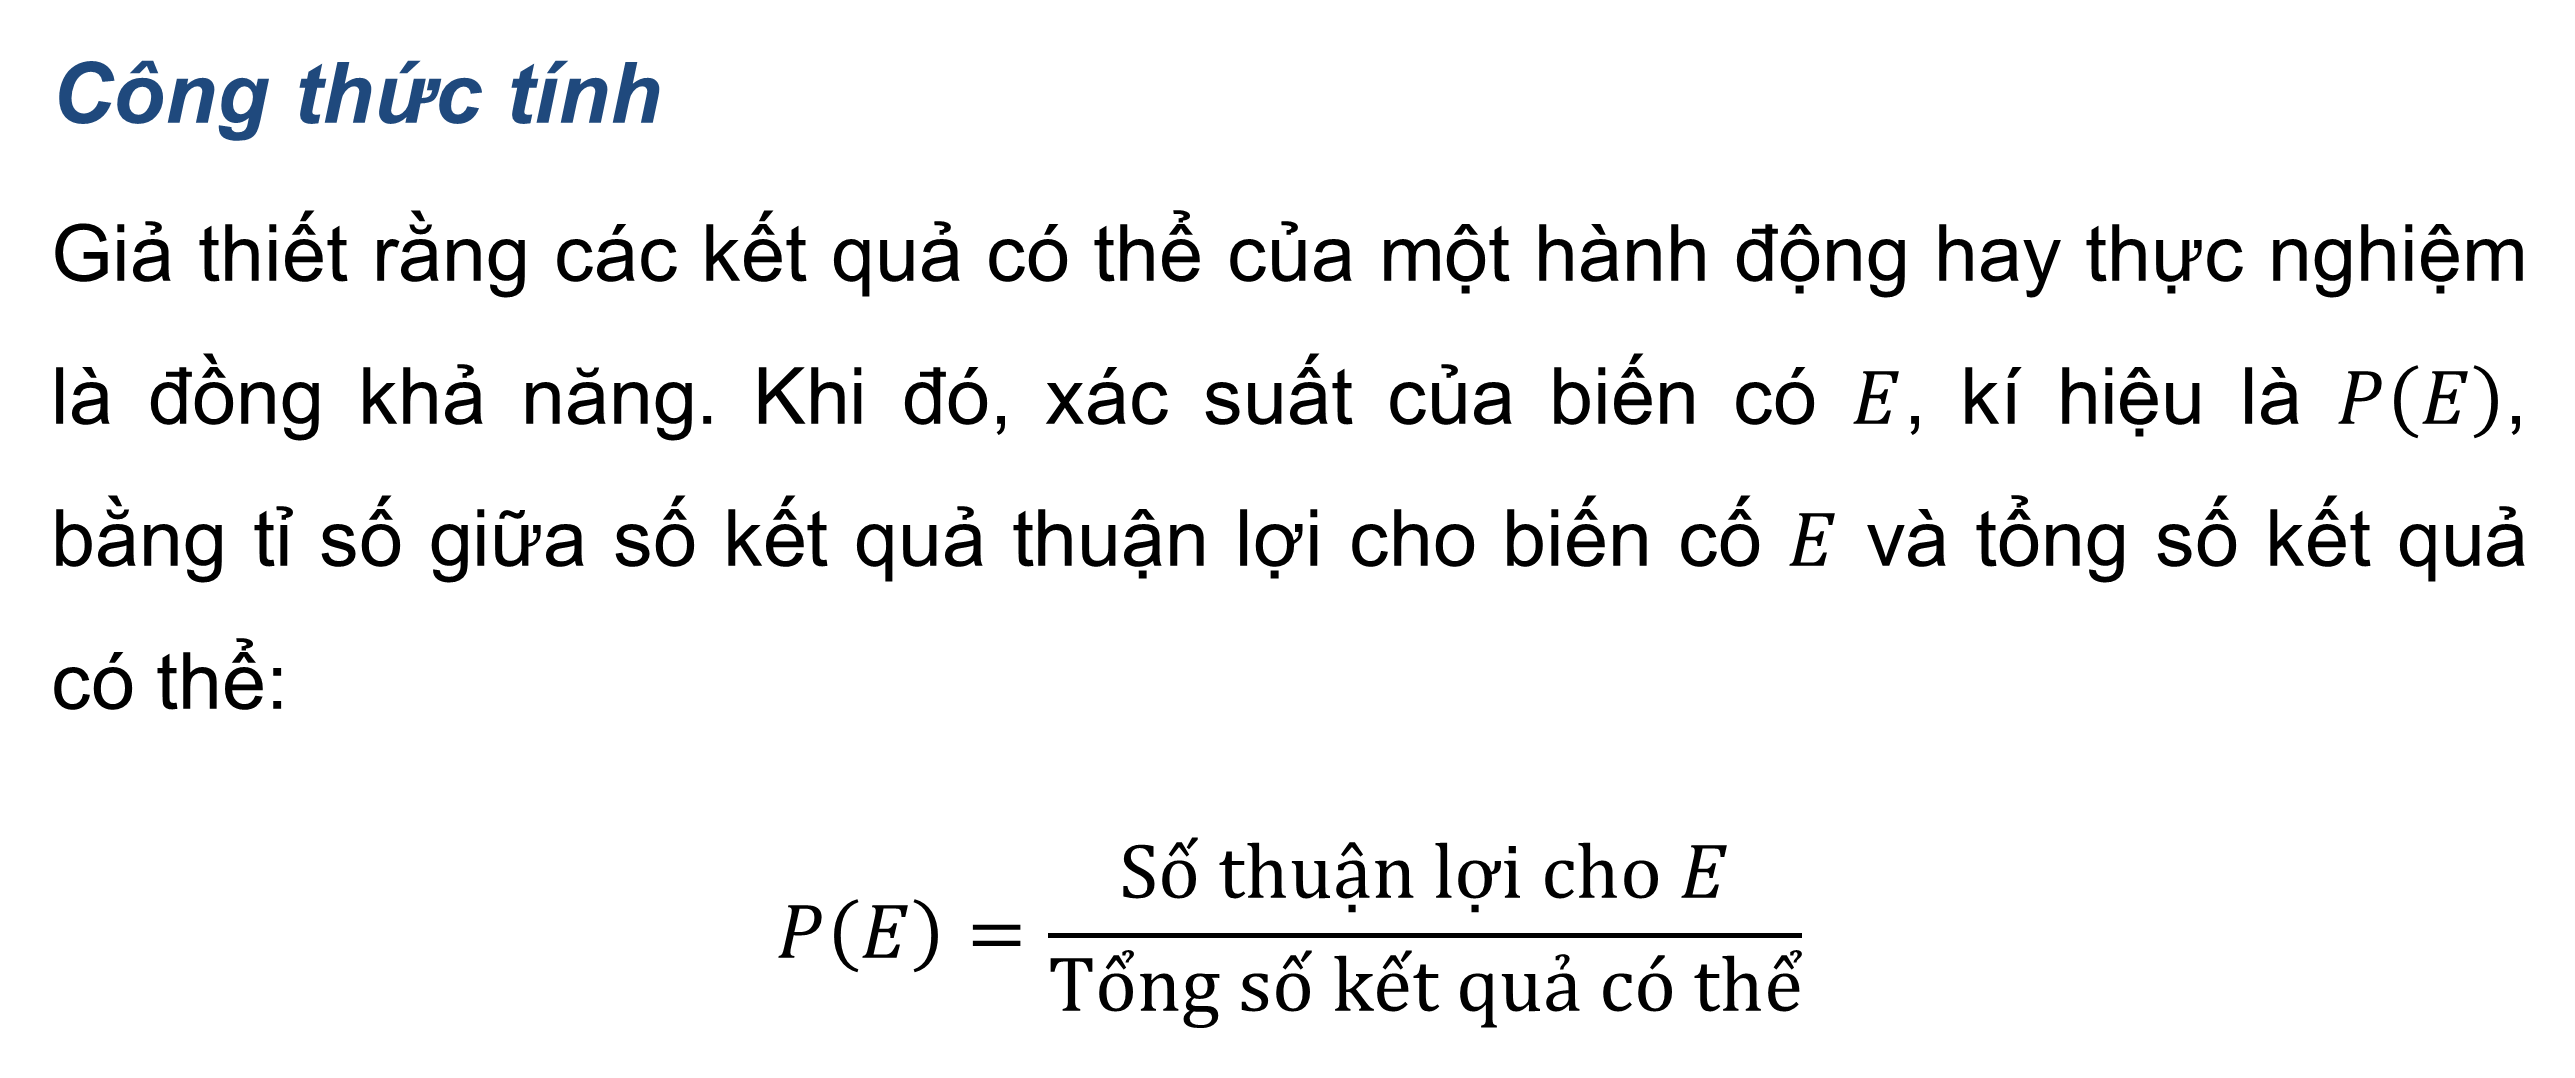 Công thức tính
Giả thiết rằng các kết quả có thể của một hành động hay thực nghiệm
là đồng khả năng. Khi đó, xác suất của biến có E, kí hiệu là P(E),
bằng tỉ số giữa số kết quả thuận lợi cho biến cố E và tổng số kết quả
có thể:
P(E) = Số thuận lợi cho E / Tổng số kết quả có thể